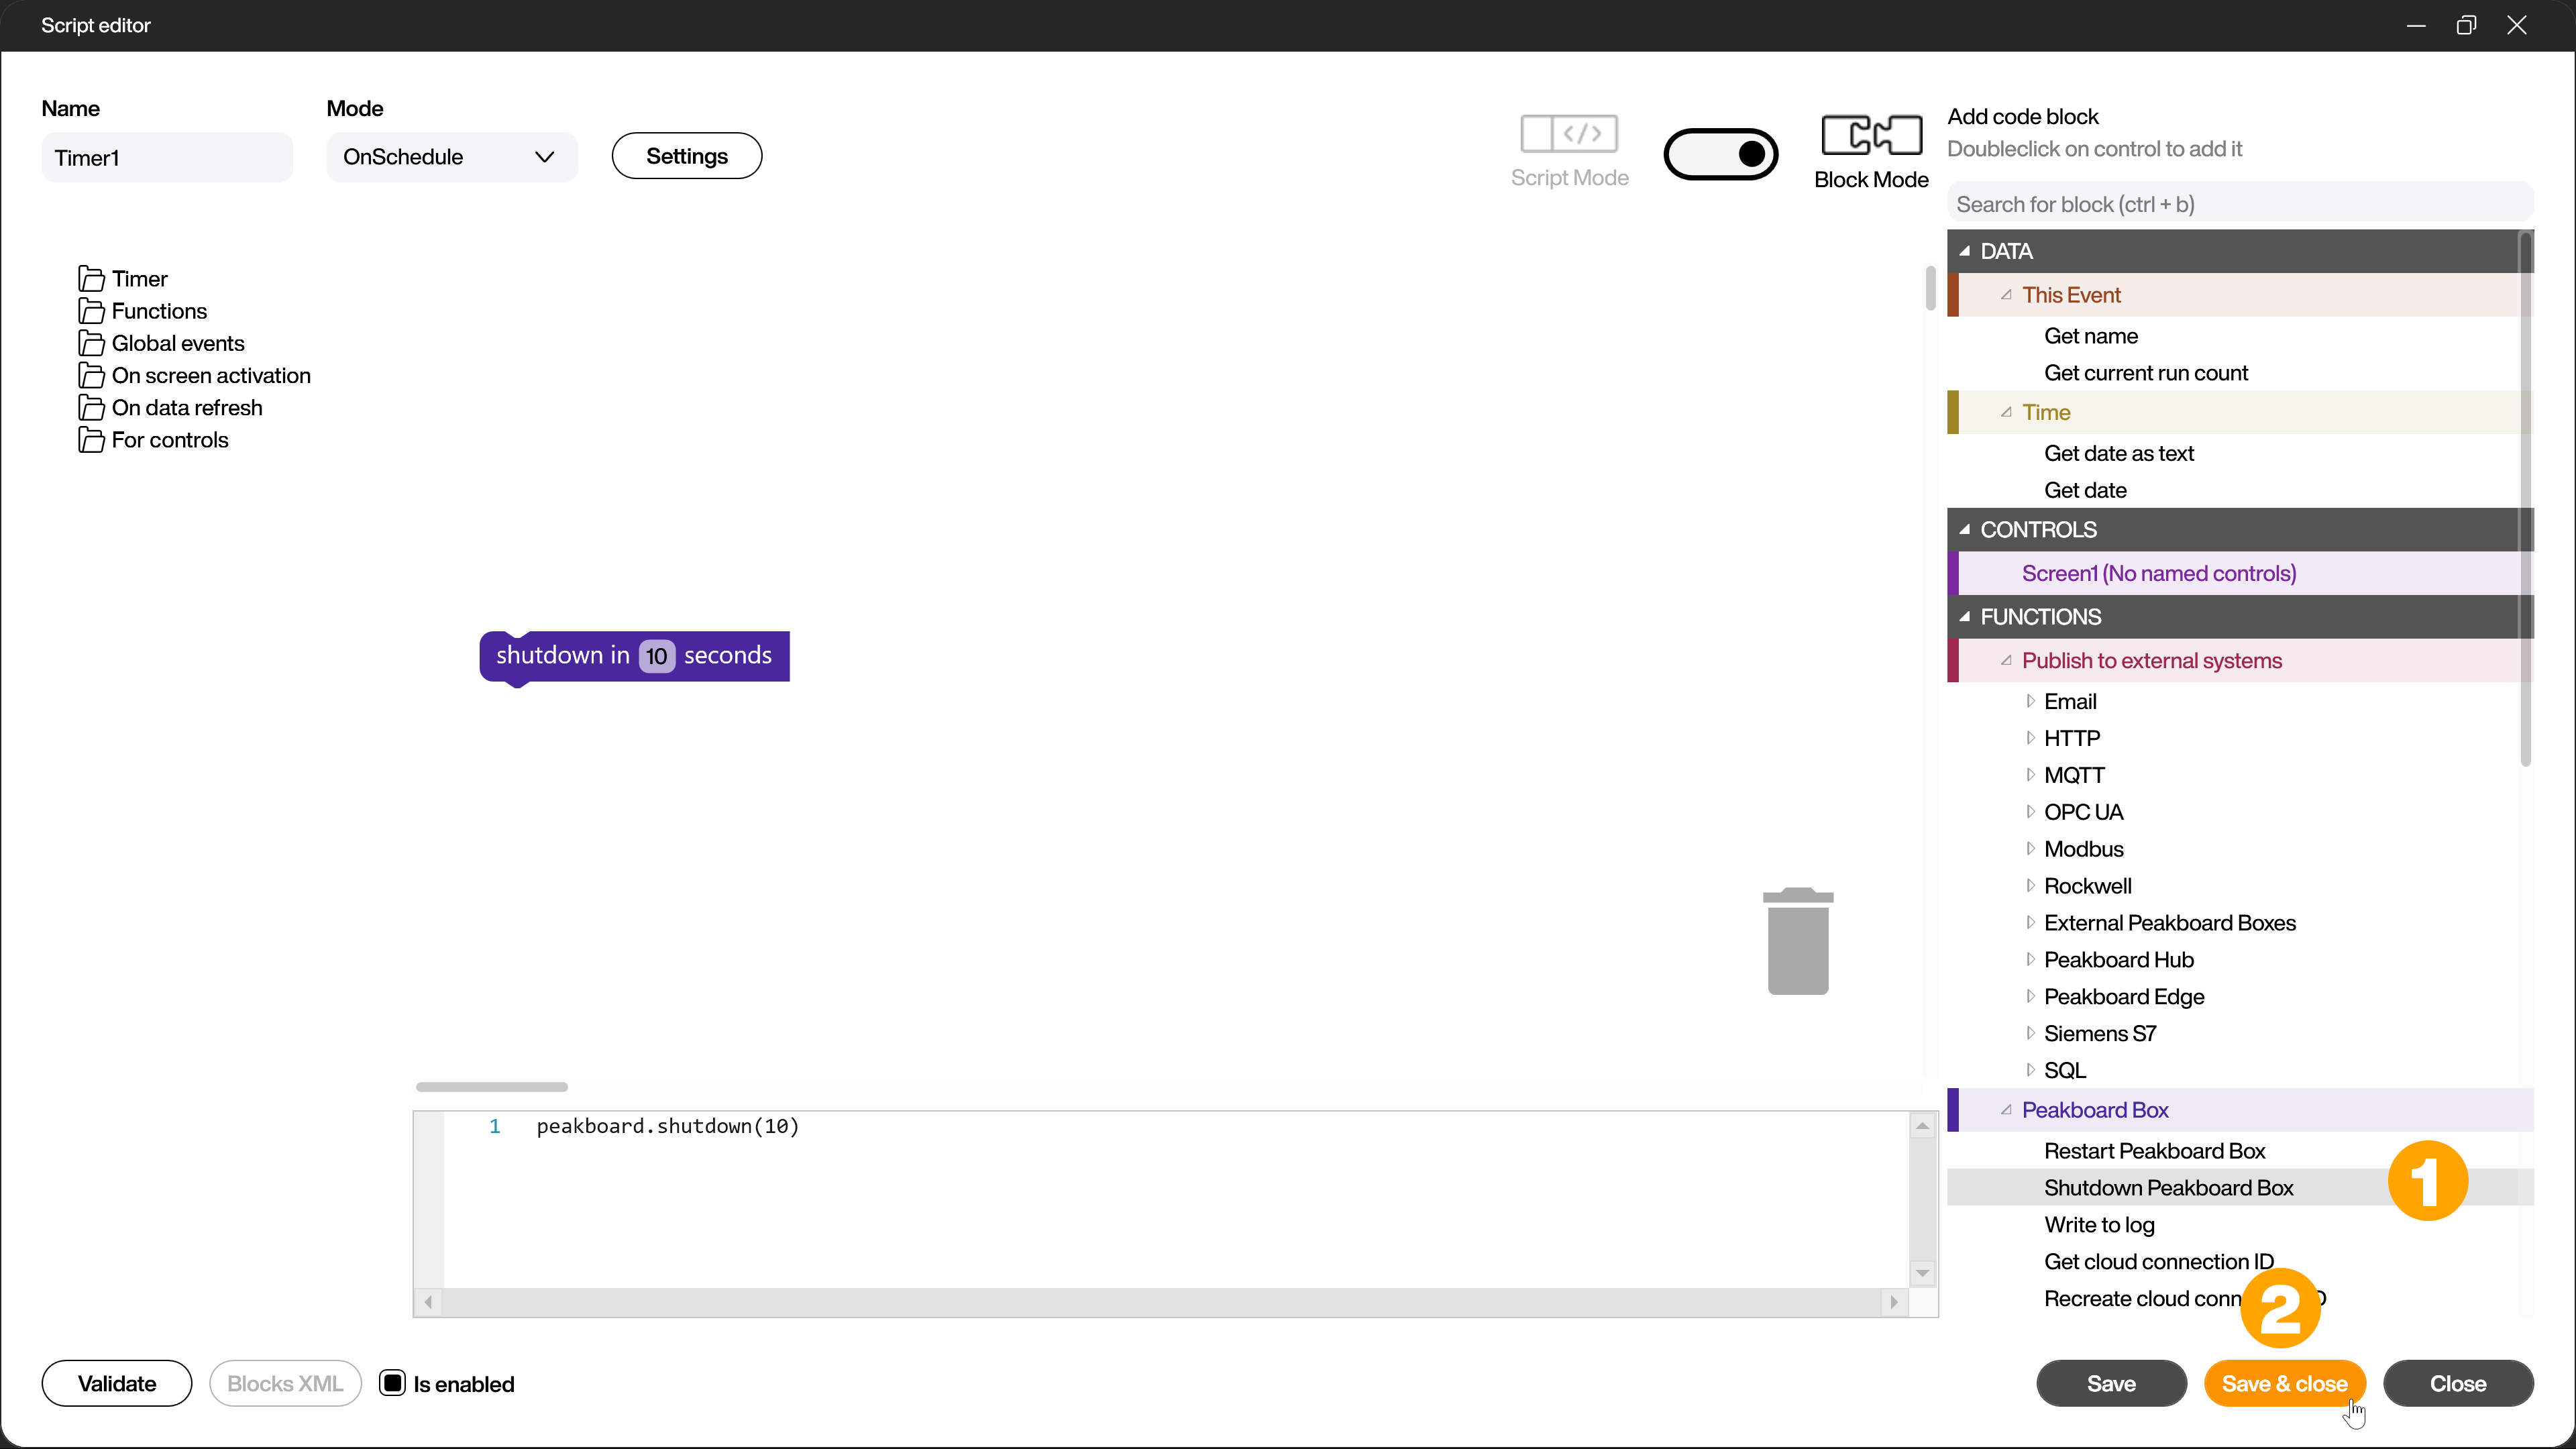 Script editor
Name
Mode
Timer1
OnSchedule
Settings
Script Mode
Block Mode
Timer
Functions
Global events
On screen activation
On data refresh
For controls
shutdown in 10 seconds
1 peakboard.shutdown(10)
Add code block
Doubleclick on control to add it
Search for block (ctrl + b)
DATA
This Event
Get name
Get current run count
Time
Get date as text
Get date
CONTROLS
Screen1 (No named controls)
FUNCTIONS
Publish to external systems
Email
HTTP
MQTT
OPC UA
Modbus
Rockwell
External Peakboard Boxes
Peakboard Hub
Peakboard Edge
Siemens S7
SQL
Peakboard Box
Restart Peakboard Box
Shutdown Peakboard Box
1
Write to log
Get cloud connection ID
Recreate cloud
2
Validate
Blocks XML
Is enabled
Save
Save & close
Close